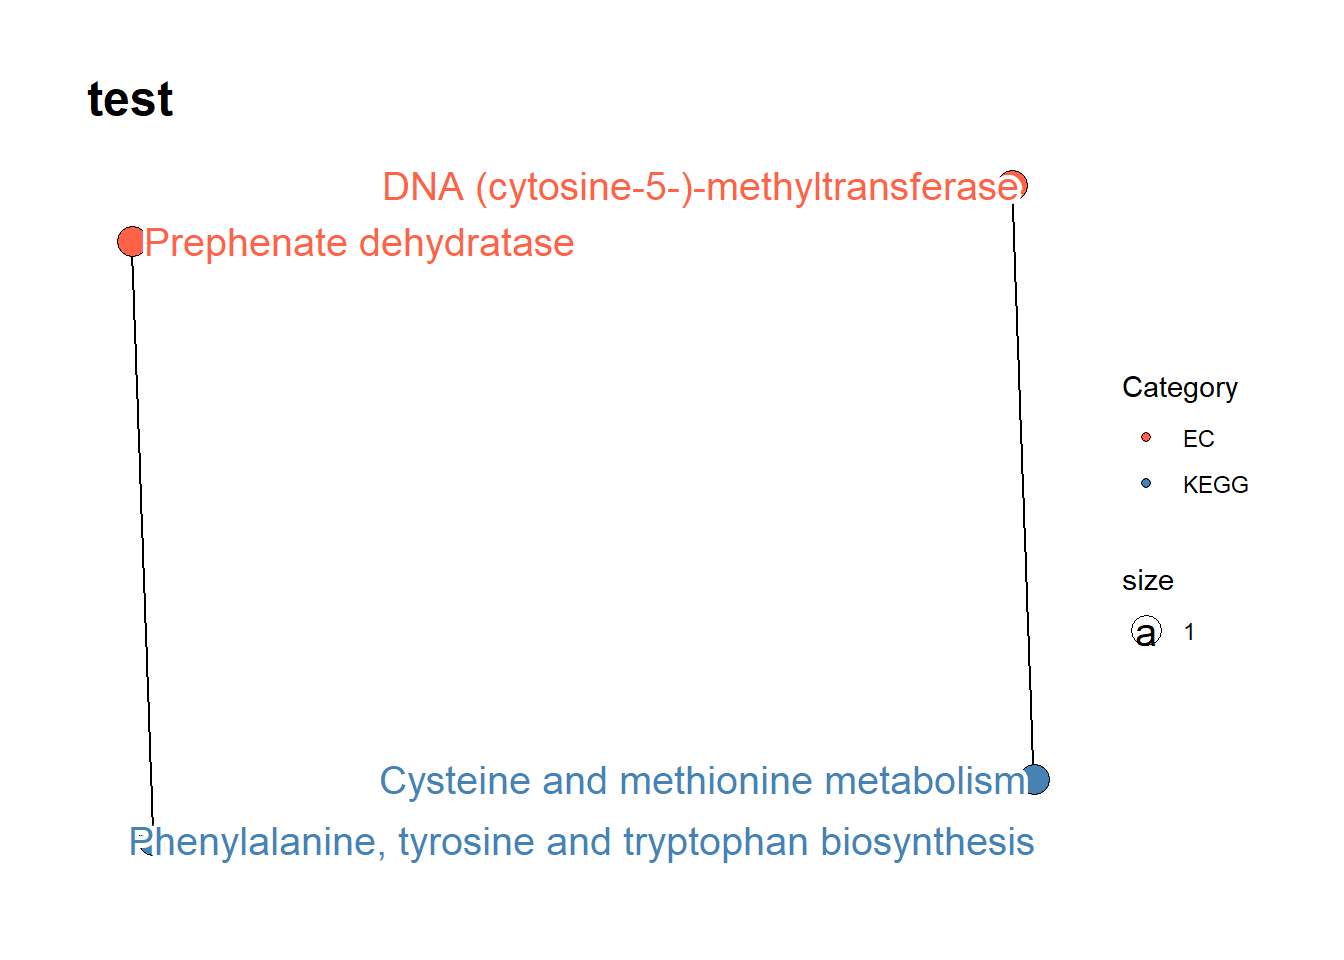 test
DNA (cytosine-5-)-methyltransferase
Prephenate dehydratase
Category
EC
KEGG
size
a 1
Cysteine and methionine metabolism
Phenylalanine, tyrosine and tryptophan biosynthesis